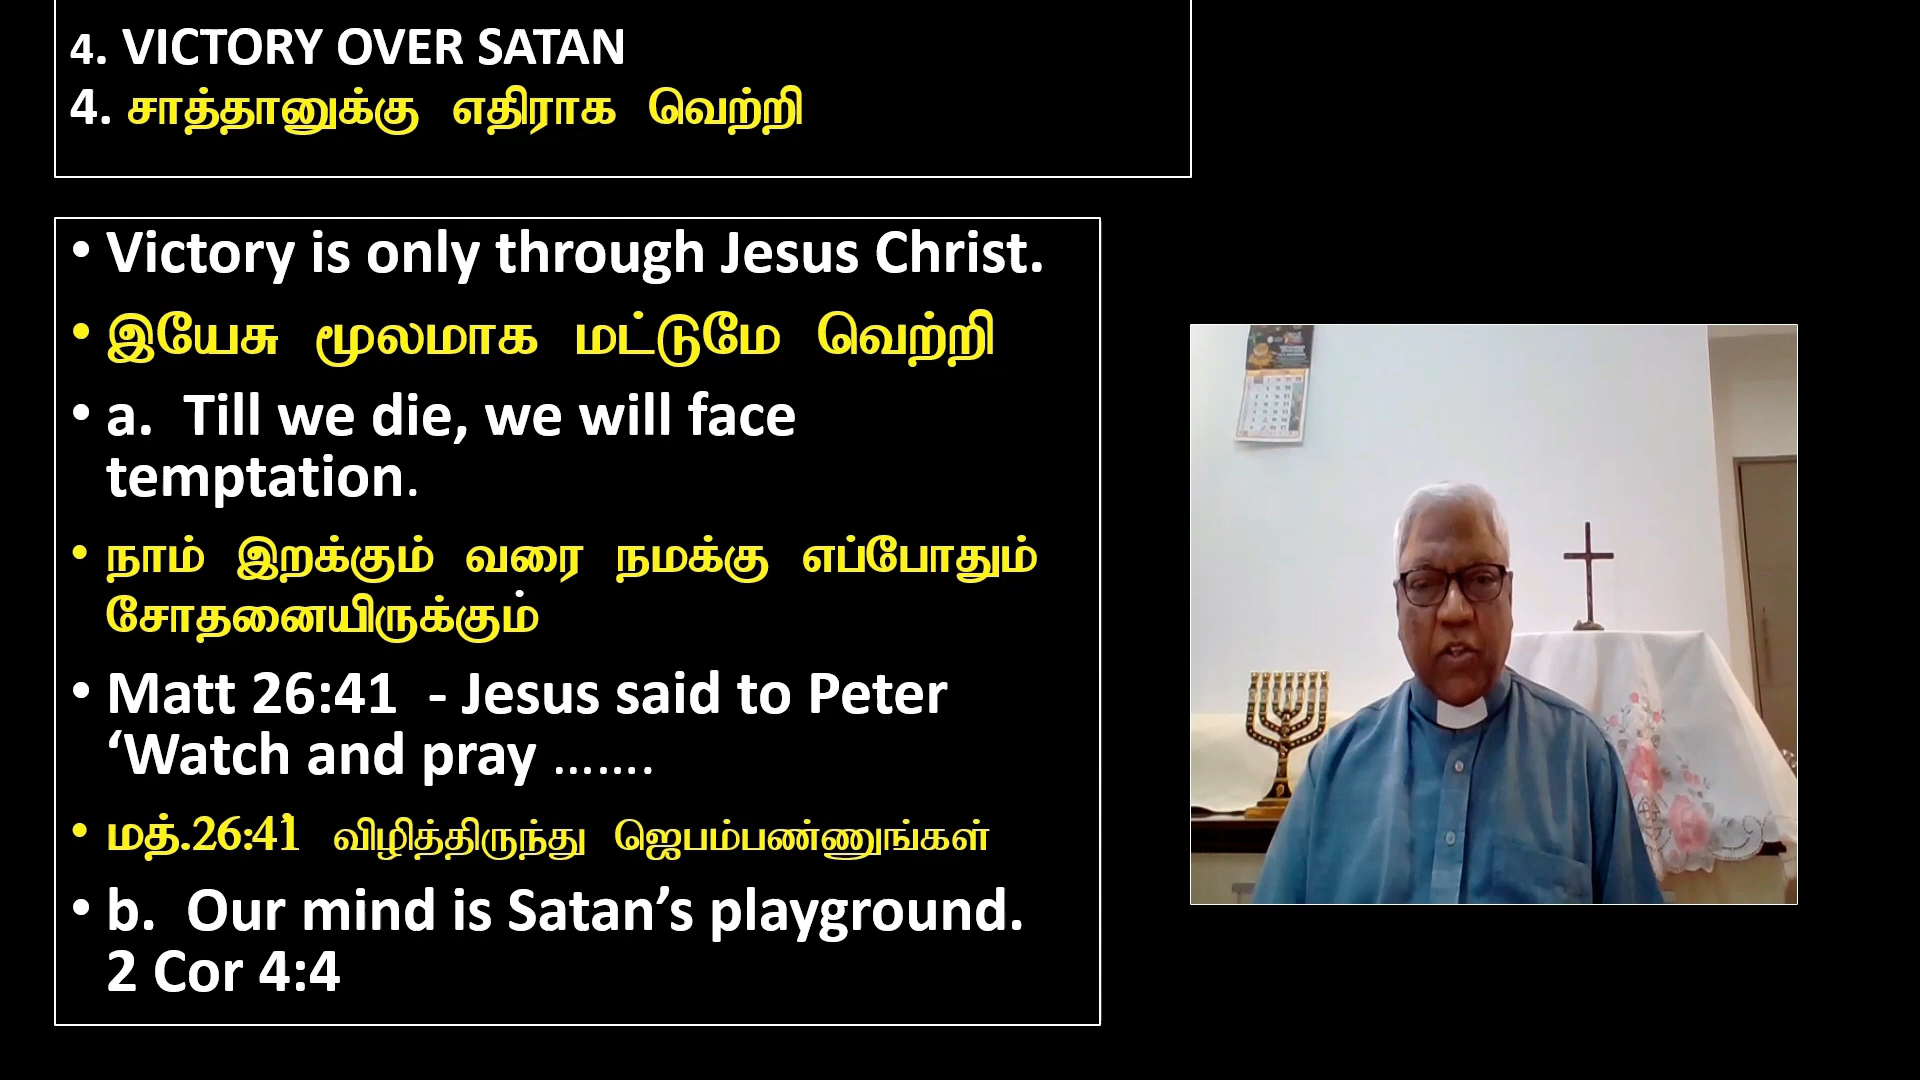 4. VICTORY OVER SATAN
4. சாத்தானுக்கு எதிராக வெற்றி
• Victory is only through Jesus Christ.
• இயேசு மூலமாக மட்டுமே வெற்றி
• a. Till we die, we will face
temptation.
• நாம் இறக்கும் வரை நமக்கு எப்போதும்
சோதனையிருக்கும்
• Matt 26:41 - Jesus said to Peter
‘Watch and pray …….
• மத்.26:41 விழித்திருந்து ஜெபம்பண்ணுங்கள்
• b. Our mind is Satan’s playground.
2 Cor 4:4